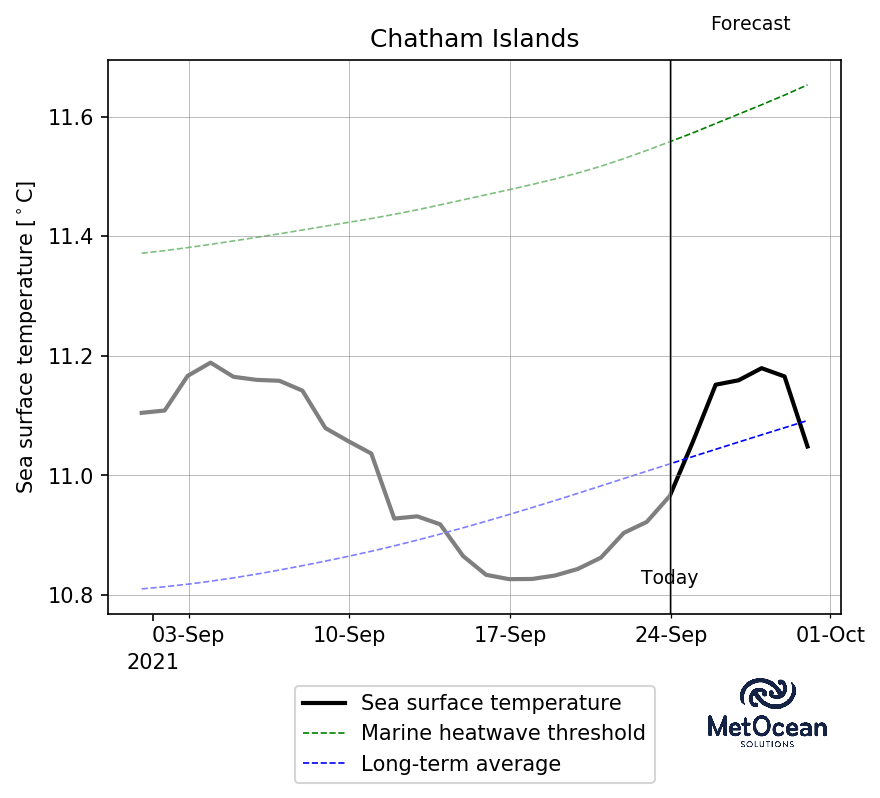 Forecast
Chatham Islands
Sea surface temperature [°C]
11.6
11.4
11.2
11.0
10.8
Today
03-Sep 10-Sep 17-Sep 24-Sep 01-Oct
2021
Sea surface temperature
Marine heatwave threshold
Long-term average
MetOcean
SOLUTIONS